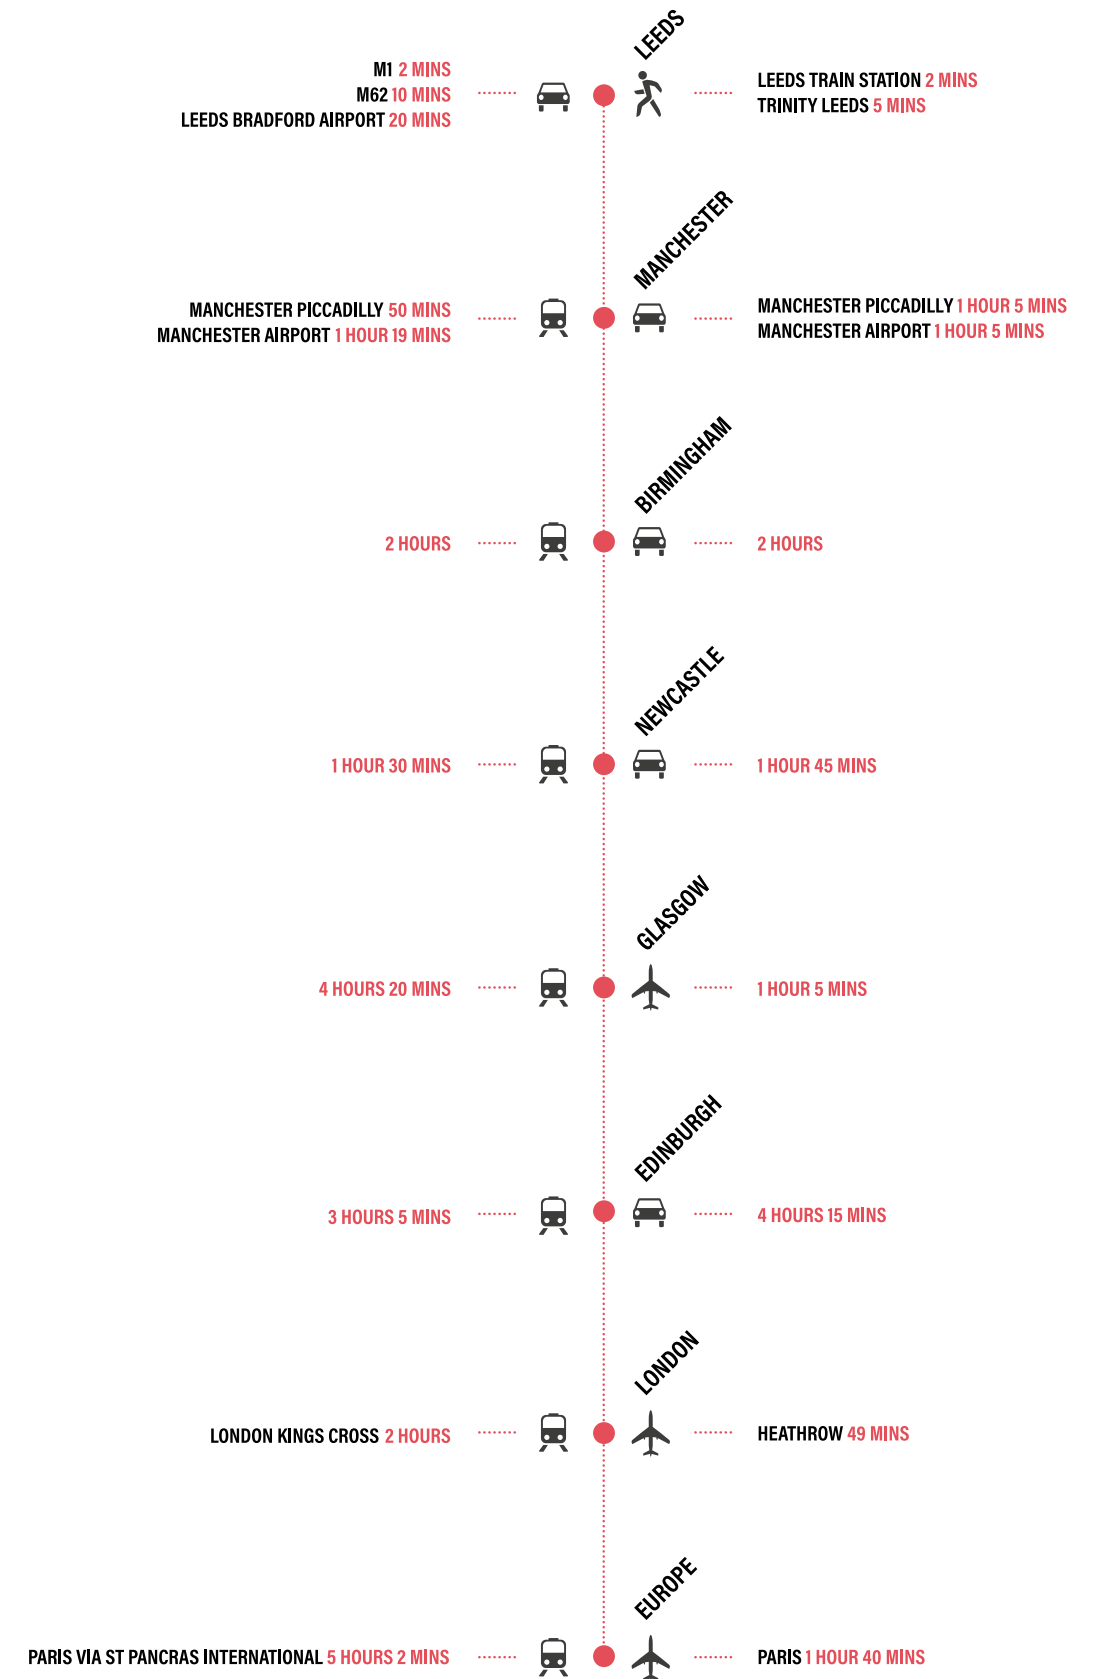 LEEDS
M1 2 MINS
M62 10 MINS
LEEDS BRADFORD AIRPORT 20 MINS
LEEDS TRAIN STATION 2 MINS
TRINITY LEEDS 5 MINS
MANCHESTER
MANCHESTER PICCADILLY 50 MINS
MANCHESTER AIRPORT 1 HOUR 19 MINS
MANCHESTER PICCADILLY 1 HOUR 5 MINS
MANCHESTER AIRPORT 1 HOUR 5 MINS
BIRMINGHAM
2 HOURS
2 HOURS
NEWCASTLE
1 HOUR 30 MINS
1 HOUR 45 MINS
GLASGOW
4 HOURS 20 MINS
1 HOUR 5 MINS
EDINBURGH
3 HOURS 5 MINS
4 HOURS 15 MINS
LONDON
LONDON KINGS CROSS 2 HOURS
HEATHROW 49 MINS
EUROPE
PARIS VIA ST PANCRAS INTERNATIONAL 5 HOURS 2 MINS
PARIS 1 HOUR 40 MINS